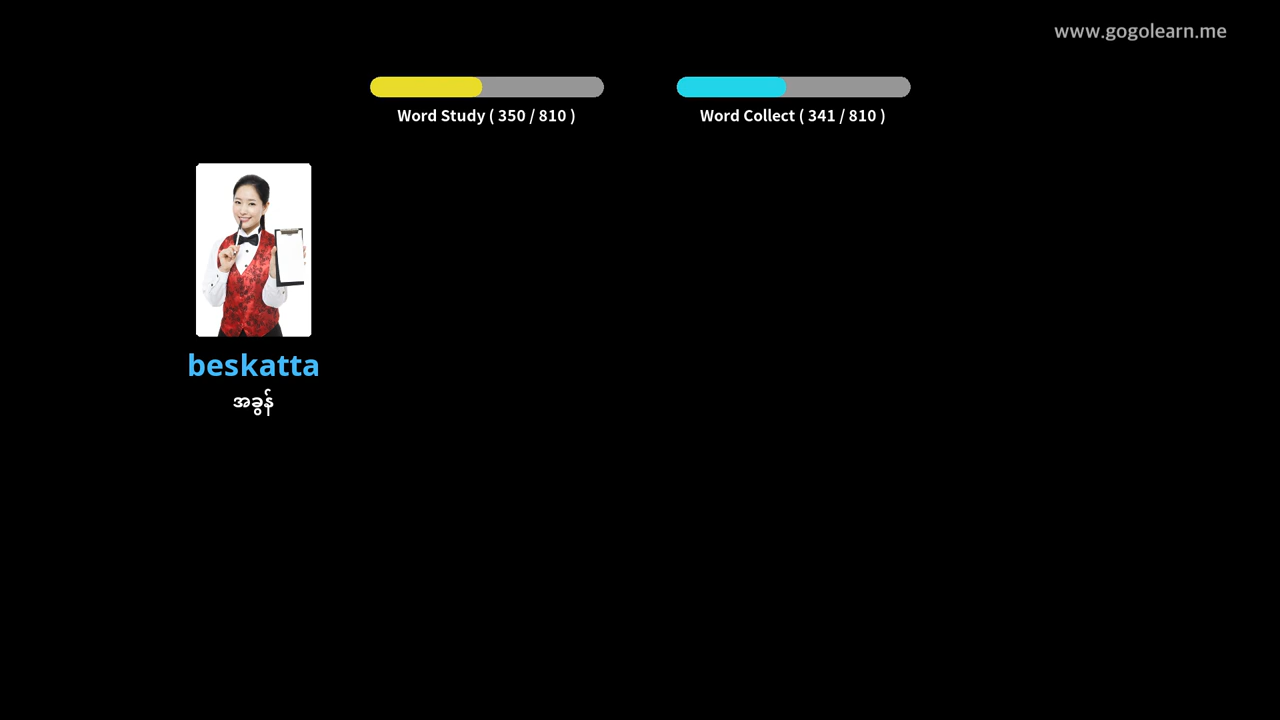 www.gogolearn.me
Word Study ( 350 / 810 )
Word Collect ( 341 / 810 )
beskatta
အခွန်